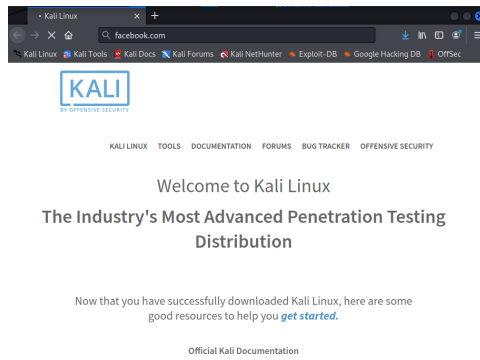 Kali Linux
facebook.com
Kali Linux Kali Tools Kali Docs Kali Forums Kali NetHunter Exploit-DB Google Hacking DB OffSec
KALI
BY OFFENSIVE SECURITY
KALI LINUX TOOLS DOCUMENTATION FORUMS BUG TRACKER OFFENSIVE SECURITY
Welcome to Kali Linux
The Industry's Most Advanced Penetration Testing
Distribution
Now that you have successfully downloaded Kali Linux, here are some
good resources to help you get started.
Official Kali Documentation